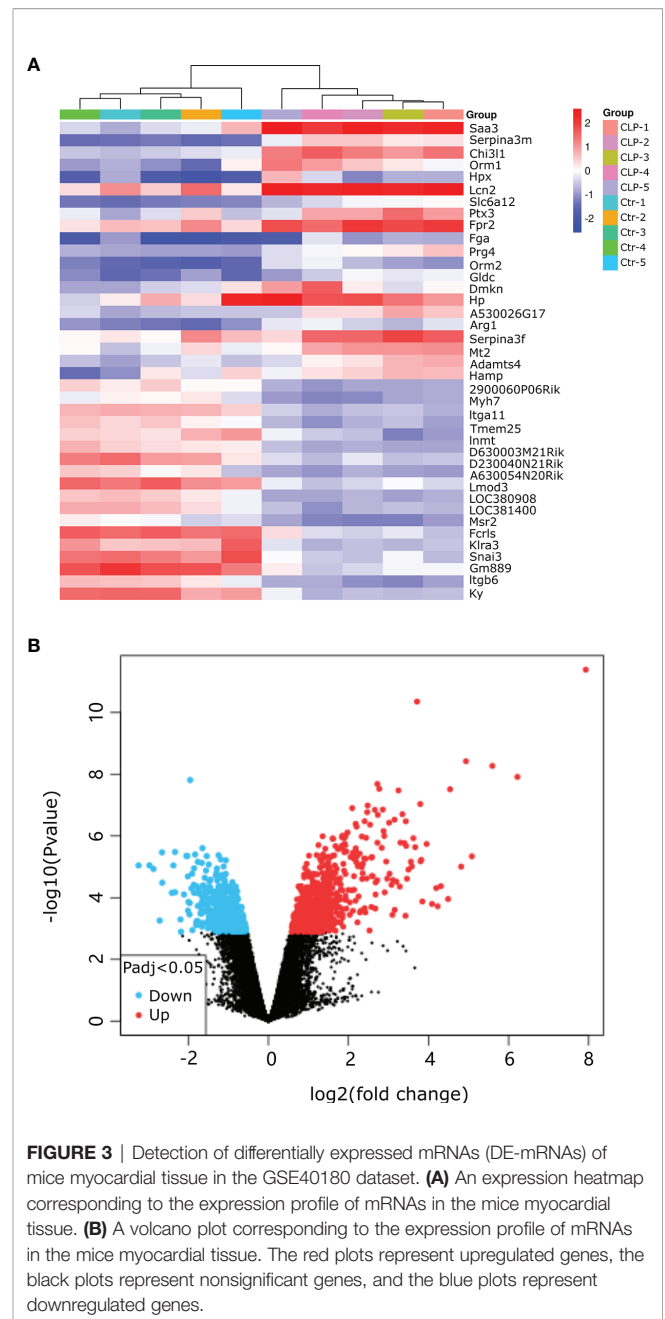 A
Group
Saa3
Serpina3m
Chi3l1
Orm1
Hpx
Lcn2
Slc6a12
Ptx3
Fpr2
Fga
Prg4
Orm2
Gldc
Dmkn
Hp
A530026G17
Arg1
Serpina3f
Mt2
Adamts4
Hamp
2900060P06Rik
Myh7
Itga11
Tmem25
Inmt
D630003M21Rik
D230040N21Rik
A630054N20Rik
Lmod3
LOC380908
LOC381400
Msr2
Fcrls
Klra3
Snai3
Gm889
Itgb6
Ky
2
1
0
-1
-2
Group
CLP-1
CLP-2
CLP-3
CLP-4
CLP-5
Ctr-1
Ctr-2
Ctr-3
Ctr-4
Ctr-5
B
-log10(Pvalue)
10
8
6
4
2
0
Padj<0.05
Down
Up
-2 0 2 4 6 8
log2(fold change)
FIGURE 3 | Detection of differentially expressed mRNAs (DE-mRNAs) of
mice myocardial tissue in the GSE40180 dataset. (A) An expression heatmap
corresponding to the expression profile of mRNAs in the mice myocardial
tissue. (B) A volcano plot corresponding to the expression profile of mRNAs
in the mice myocardial tissue. The red plots represent upregulated genes, the
black plots represent nonsignificant genes, and the blue plots represent
downregulated genes.